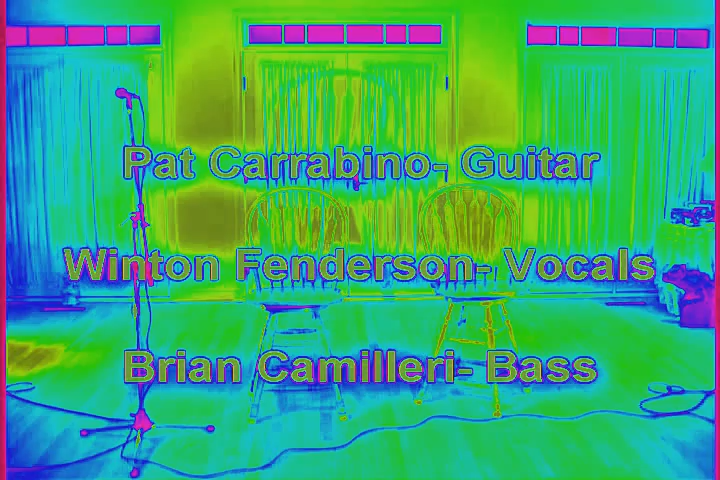 Pat Carrabino- Guitar
Winton Fenderson- Vocals
Brian Camilleri- Bass